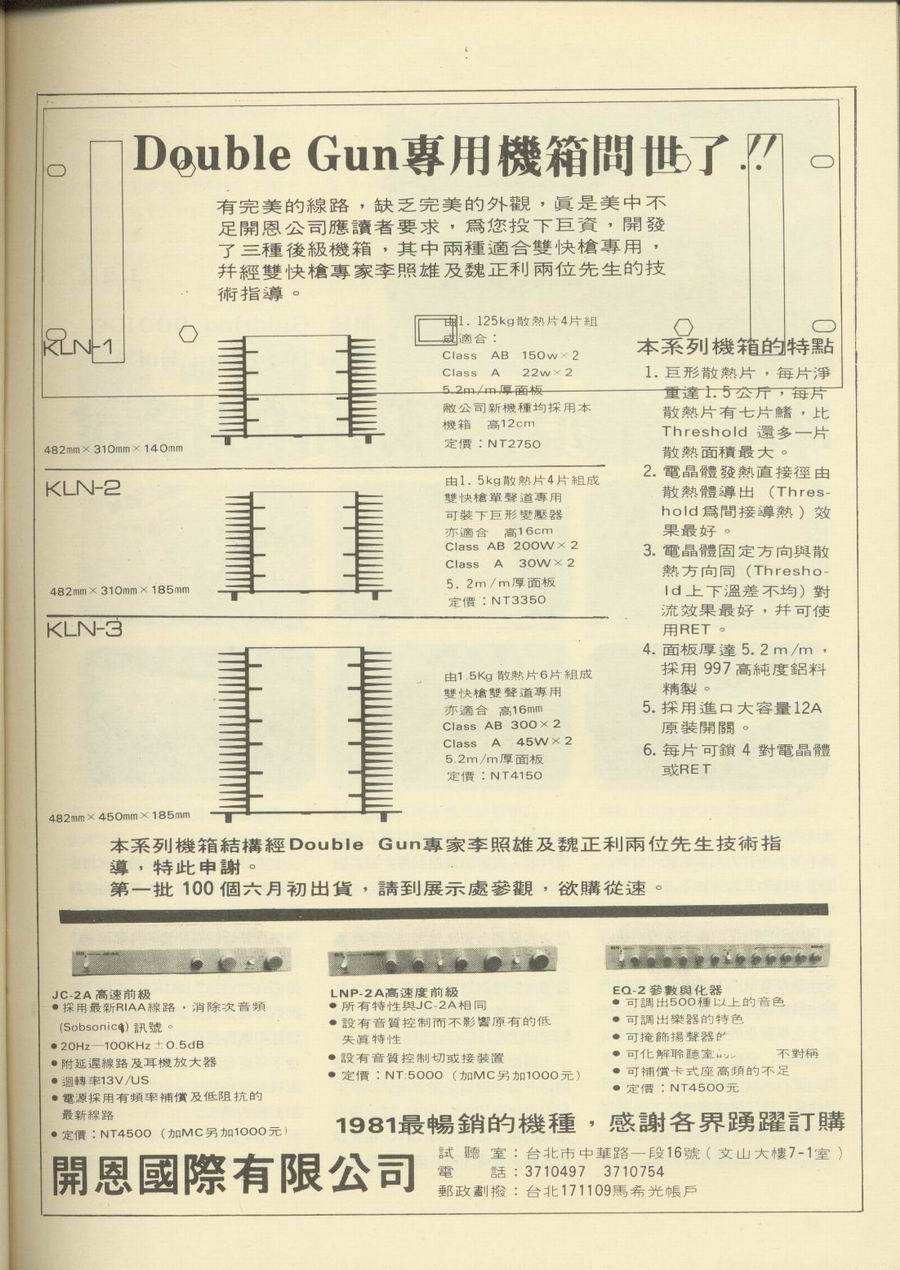 Double Gun專用機箱問世了!!
有完美的線路，缺乏完美的外觀，眞是美中不
足開恩公司應讀者要求，爲您投下巨資，開發
了三種後級機箱，其中兩種適合雙快槍專用，
幷經雙快槍專家李照雄及魏正利兩位先生的技
術指導。
KLN-1
482mm×310mm×140mm
由1.125kg散熱片4片組
成適合：
Class AB 150w×2
Class A 22w×2
5.2m/m厚面板
敝公司新機種均採用本
機箱 高12cm
定價：NT2750
KLN-2
482mm×310mm×185mm
由1.5kg散熱片4片組成
雙快槍單聲道專用
可裝下巨形變壓器
亦適合 高16cm
Class AB 200W×2
Class A 30W×2
5.2m/m厚面板
定價：NT3350
KLN-3
482mm×450mm×185mm
由1.5Kg散熱片6片組成
雙快槍雙聲道專用
亦適合 高16mm
Class AB 300×2
Class A 45W×2
5.2m/m厚面板
定價：NT4150
本系列機箱的特點
1. 巨形散熱片，每片淨
重達1.5公斤，每片
散熱片有七片鰭，比
Threshold 還多一片
散熱面積最大。
2. 電晶體發熱直接徑由
散熱體導出（Thres-
hold爲間接導熱）效
果最好。
3. 電晶體固定方向與散
熱方向同（Thresho-
ld上下溫差不均）對
流效果最好，幷可使
用RET。
4. 面板厚達5.2m/m，
採用997高純度鋁料
精製。
5. 採用進口大容量12A
原裝開關。
6. 每片可鎖4對電晶體
或RET
本系列機箱結構經Double Gun專家李照雄及魏正利兩位先生技術指
導，特此申謝。
第一批100個六月初出貨，請到展示處參觀，欲購從速。
JC-2A高速前級
●採用最新RIAA線路，消除次音頻
(Sobsonic) 訊號。
●20Hz—100KHz±0.5dB
●附延遲線路及耳機放大器
●迴轉率13V/US
●電源採用有頻率補償及低阻抗的
最新線路
●定價：NT4500（加MC另加1000元）
LNP-2A高速度前級
●所有特性與JC-2A相同
●設有音質控制而不影響原有的低
失眞特性
●設有音質控制切或接裝置
●定價：NT:5000（加MC另加1000元）
EQ-2參數與化器
●可調出500種以上的音色
●可調出樂器的特色
●可掩飾揚聲器的
●可化解聆聽室 不對稱
●可補償卡式座高頻的不足
●定價：NT4500元
1981最暢銷的機種，感謝各界踴躍訂購
開恩國際有限公司
試聽室：台北市中華路一段16號（文山大樓7-1室）
電話：3710497 3710754
郵政劃撥：台北171109馬希光帳戶